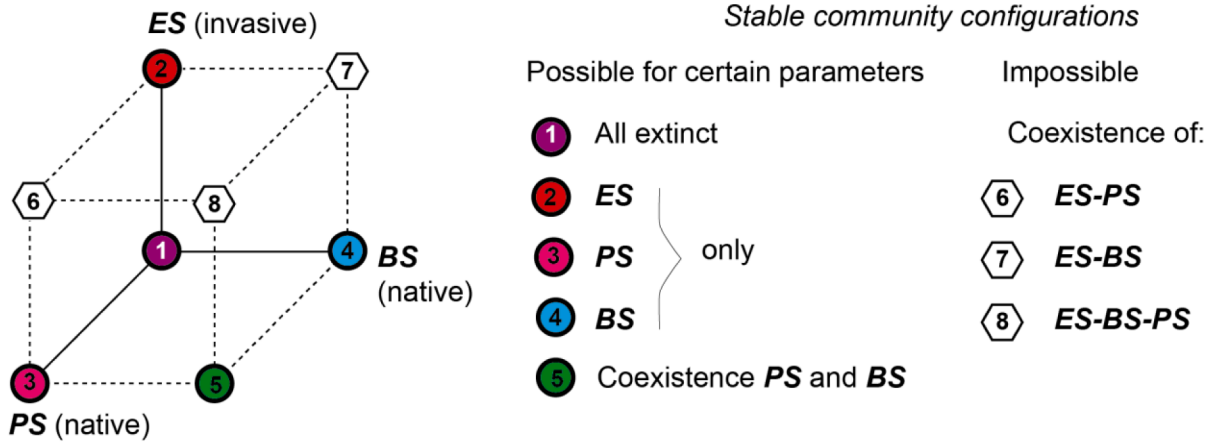 ES (invasive)
2
7
6
8
1
4
BS
(native)
3
5
PS (native)
Stable community configurations
Possible for certain parameters
1 All extinct
2 ES
3 PS
4 BS
only
5 Coexistence PS and BS
Impossible
Coexistence of:
6 ES-PS
7 ES-BS
8 ES-BS-PS